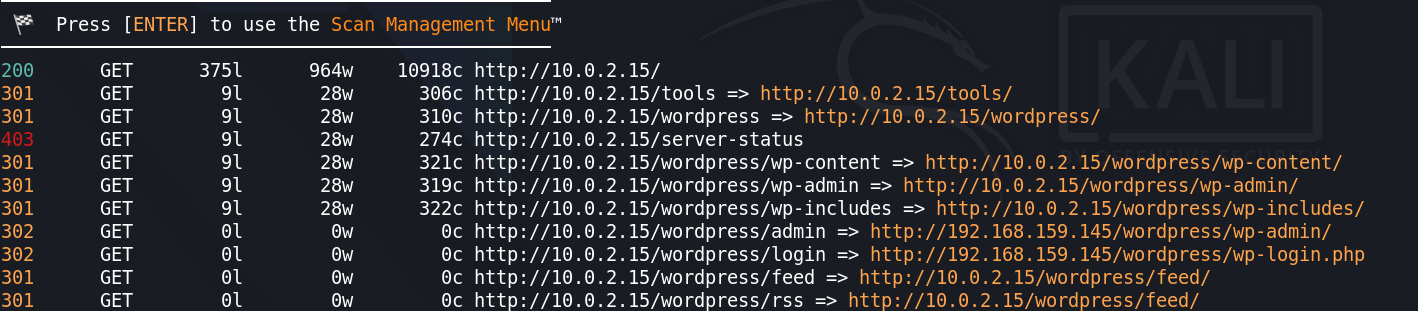 🏁 Press [ENTER] to use the Scan Management Menu™
200 GET 375l 964w 10918c http://10.0.2.15/
301 GET 9l 28w 306c http://10.0.2.15/tools => http://10.0.2.15/tools/
301 GET 9l 28w 310c http://10.0.2.15/wordpress => http://10.0.2.15/wordpress/
403 GET 9l 28w 274c http://10.0.2.15/server-status
301 GET 9l 28w 321c http://10.0.2.15/wordpress/wp-content => http://10.0.2.15/wordpress/wp-content/
301 GET 9l 28w 319c http://10.0.2.15/wordpress/wp-admin => http://10.0.2.15/wordpress/wp-admin/
301 GET 9l 28w 322c http://10.0.2.15/wordpress/wp-includes => http://10.0.2.15/wordpress/wp-includes/
302 GET 0l 0w 0c http://10.0.2.15/wordpress/admin => http://192.168.159.145/wordpress/wp-admin/
302 GET 0l 0w 0c http://10.0.2.15/wordpress/login => http://192.168.159.145/wordpress/wp-login.php
301 GET 0l 0w 0c http://10.0.2.15/wordpress/feed => http://10.0.2.15/wordpress/feed/
301 GET 0l 0w 0c http://10.0.2.15/wordpress/rss => http://10.0.2.15/wordpress/feed/
KALI